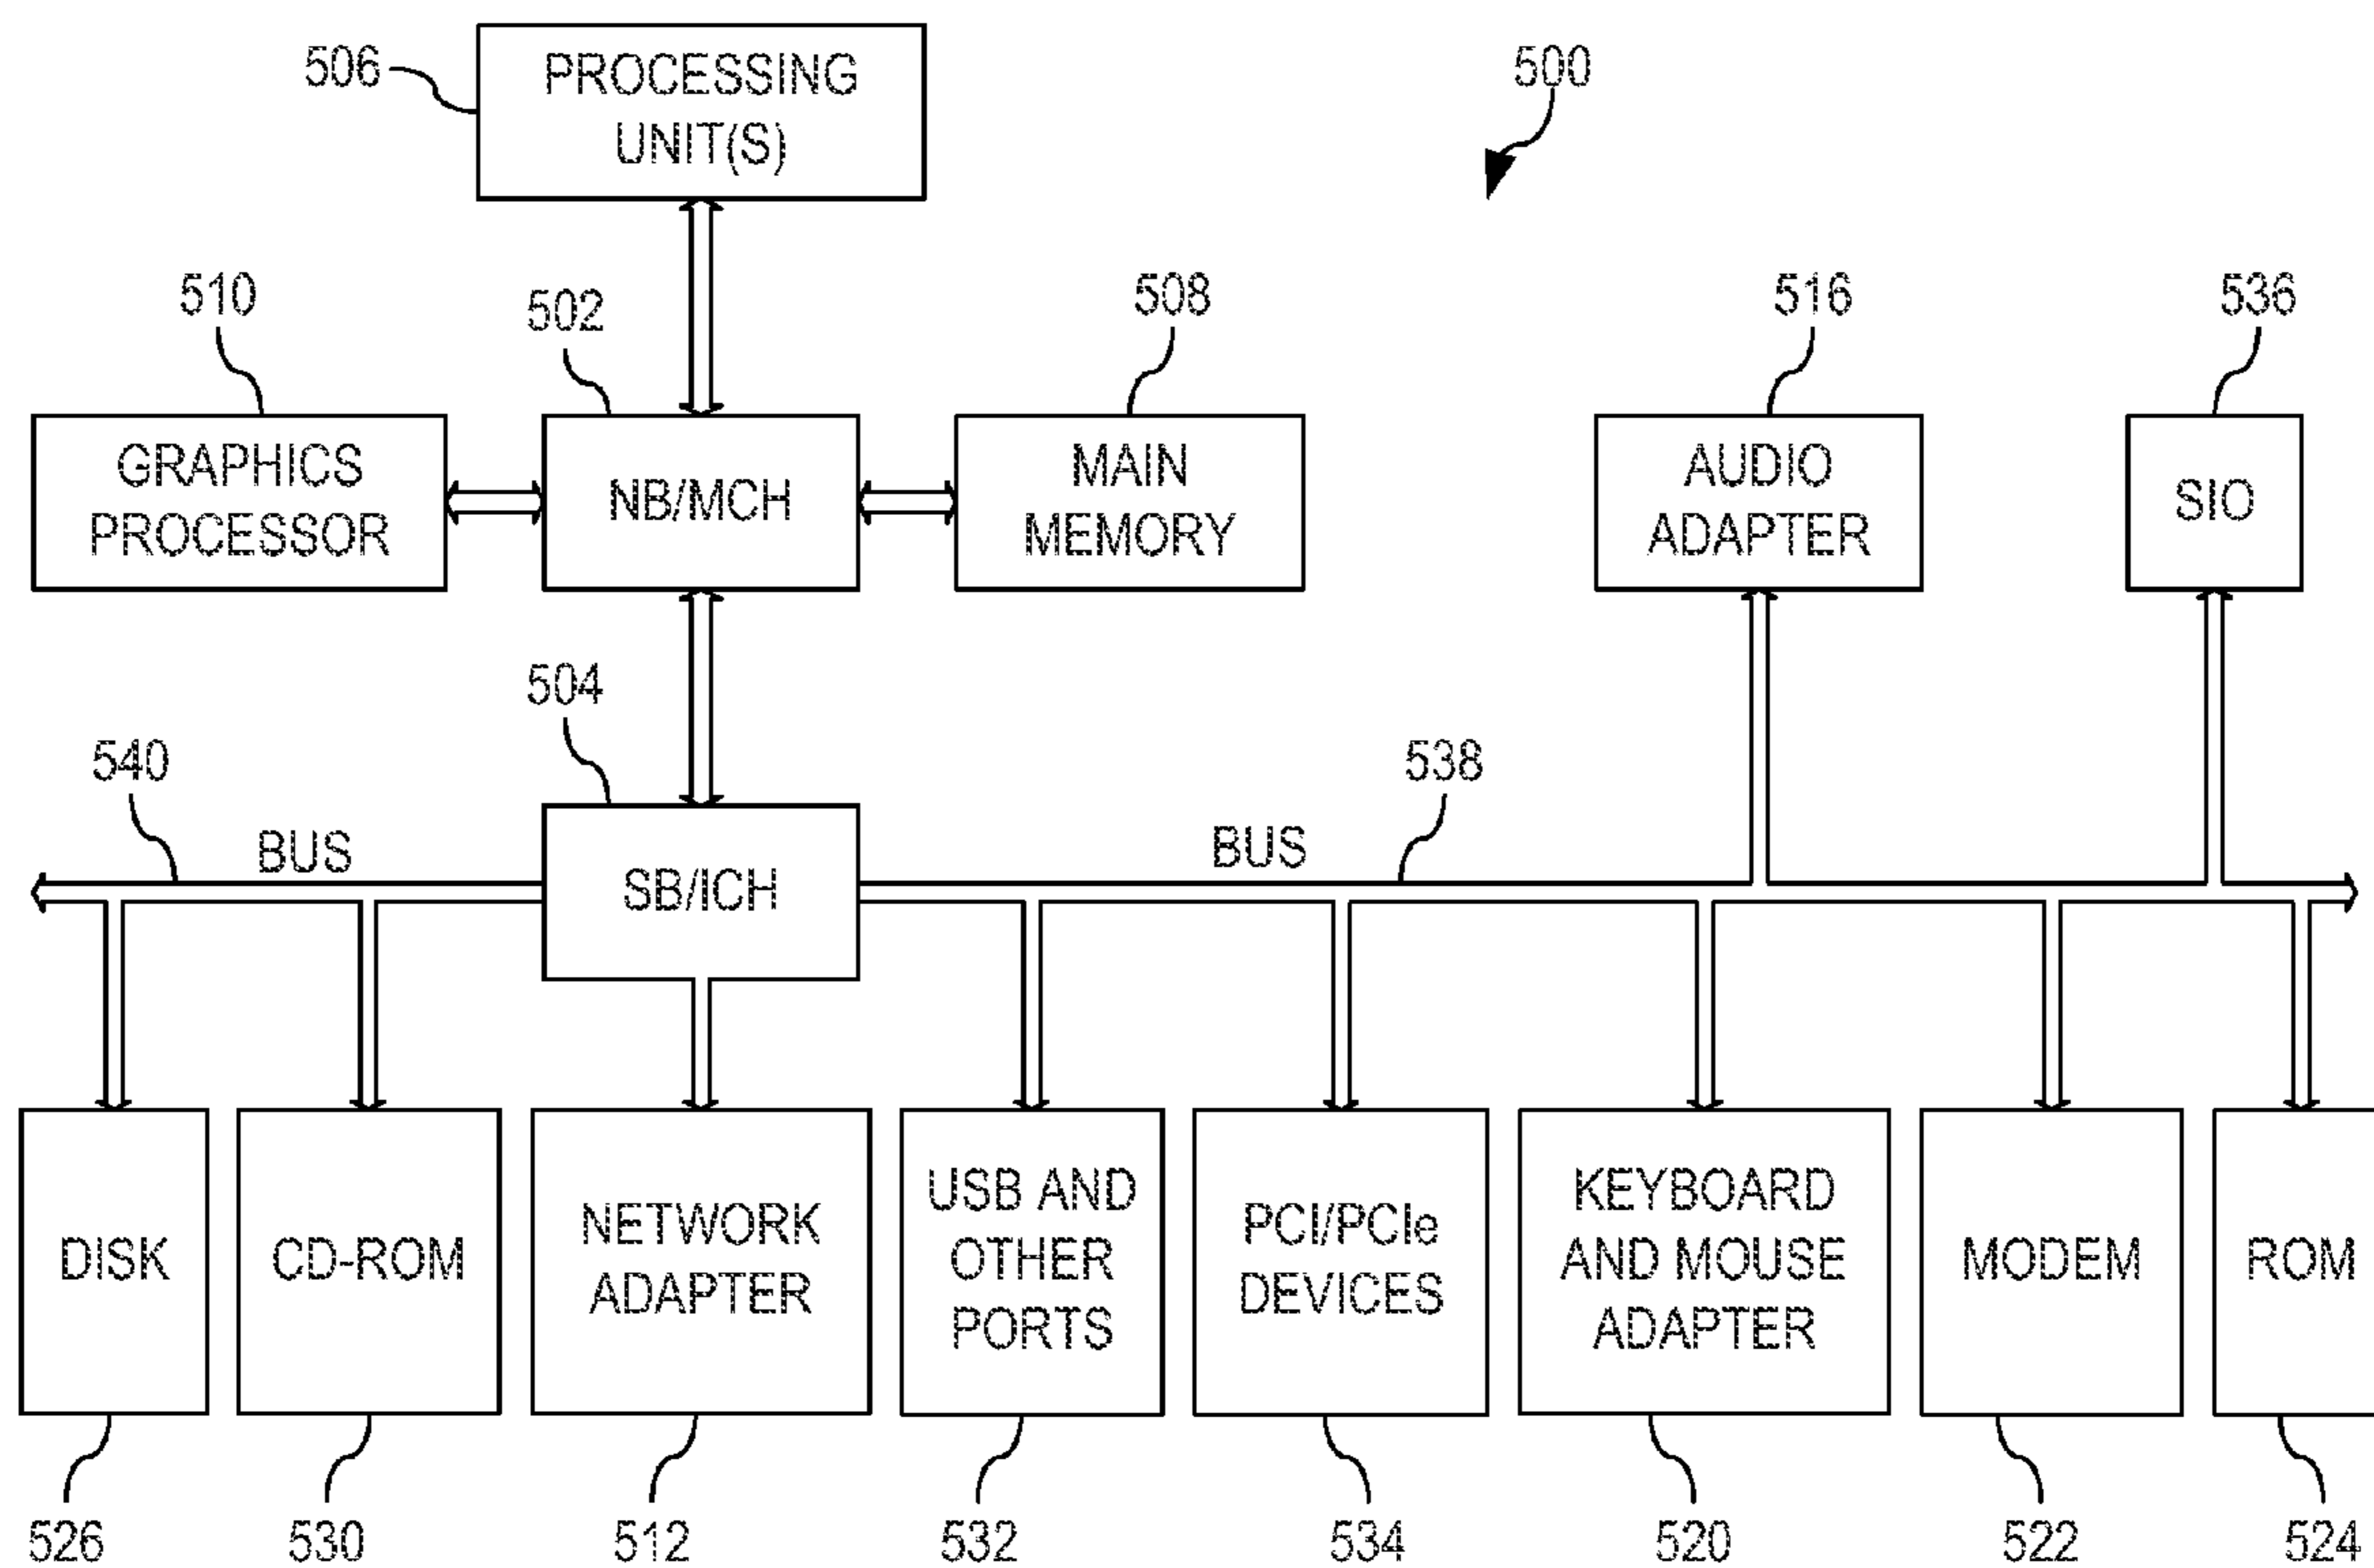 506
PROCESSING
UNIT(S)
500
510
502
508
516
536
GRAPHICS
PROCESSOR
NB/MCH
MAIN
MEMORY
AUDIO
ADAPTER
SIO
504
540
BUS
SB/ICH
BUS
538
DISK
CD-ROM
NETWORK
ADAPTER
USB AND
OTHER
PORTS
PCI/PCIe
DEVICES
KEYBOARD
AND MOUSE
ADAPTER
MODEM
ROM
526
530
512
532
534
520
522
524